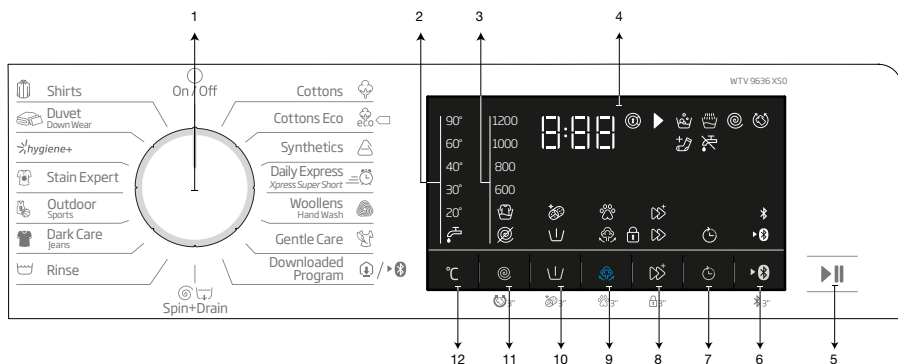 1
2
3
4
WTV 9636 XS0
On / Off
Shirts
Duvet
Down Wear
hygiene+
Stain Expert
Outdoor
Sports
Dark Care
Jeans
Rinse
Spin+Drain
Cottons
Cottons Eco
eco
Synthetics
Daily Express
Xpress Super Short
Woollens
Hand Wash
Gentle Care
Downloaded
Program
/
90°
60°
40°
30°
20°
1200
1000
800
600
8:88
°C
3"
3"
3"
3"
3"
12
11
10
9
8
7
6
5